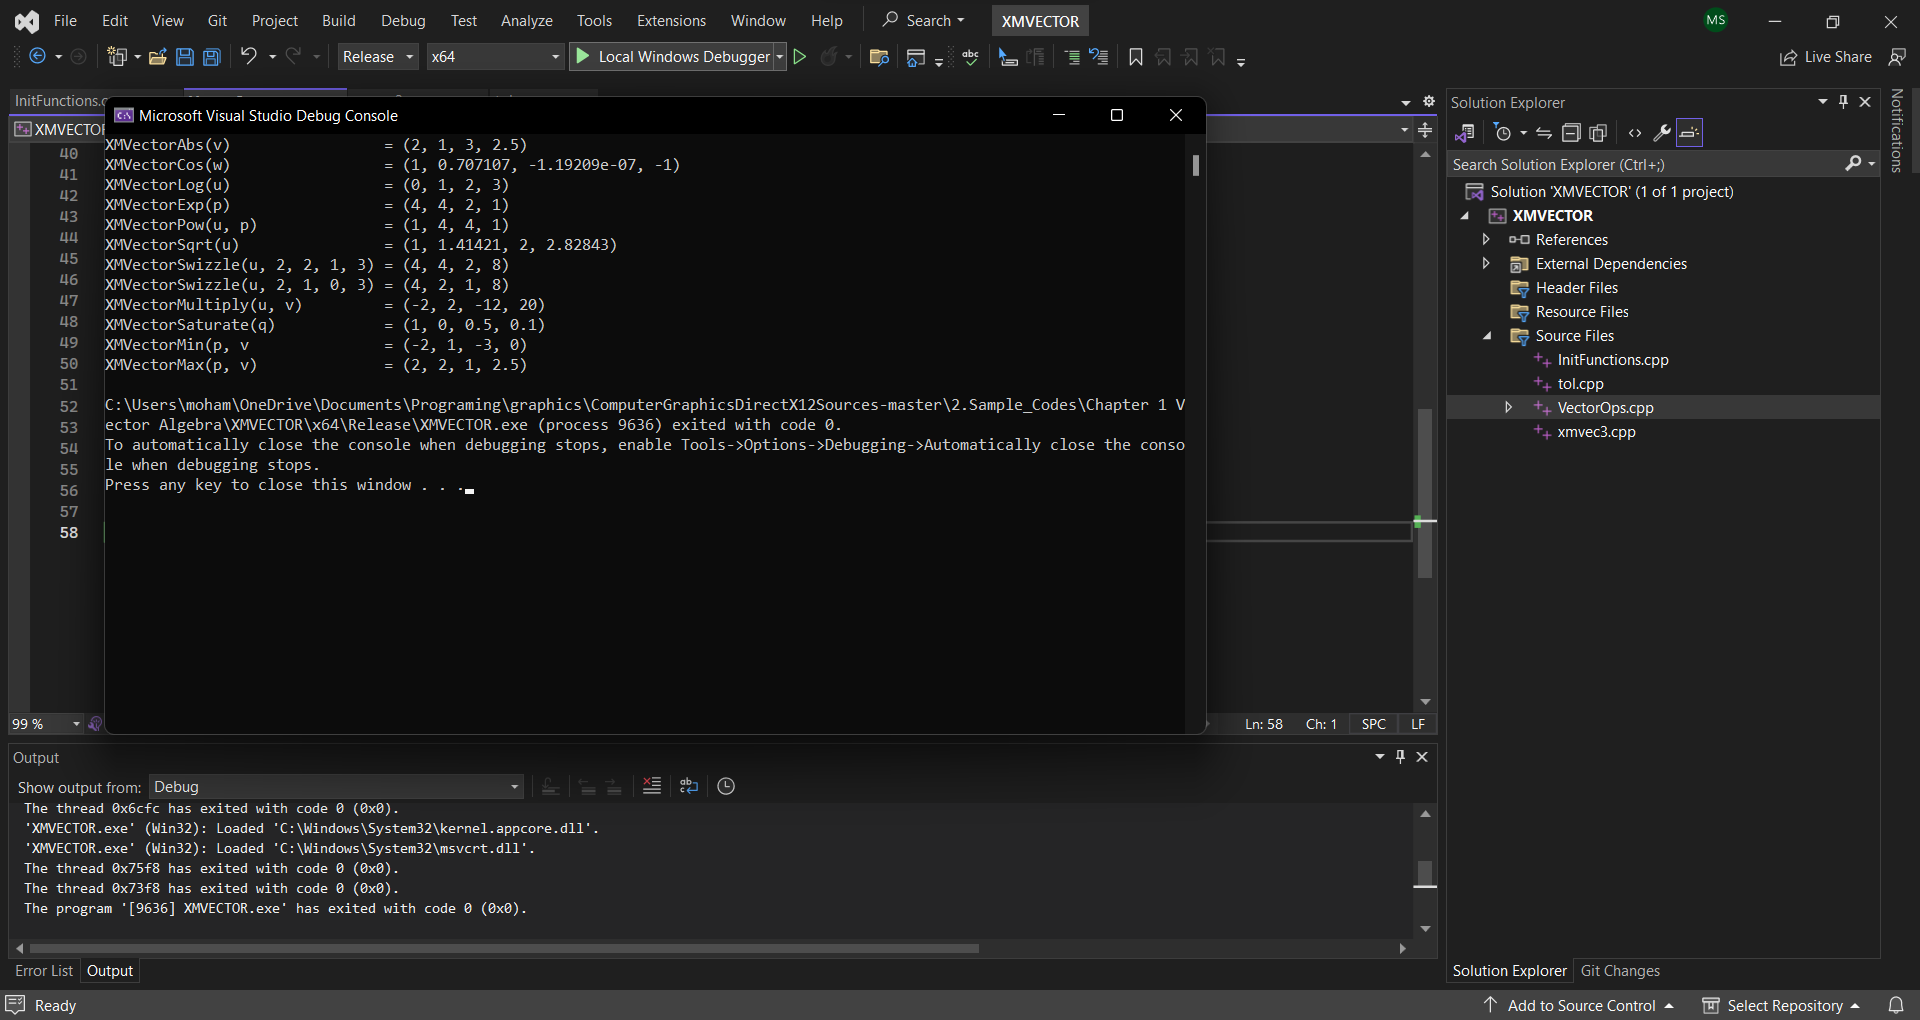 File Edit View Git Project Build Debug Test Analyze Tools Extensions Window Help Search XMVECTOR MS
Release x64 Local Windows Debugger abc Live Share
InitFunctions.c
XMVECTOR
Microsoft Visual Studio Debug Console
40
41
42
43
44
45
46
47
48
49
50
51
52
53
54
55
56
57
58
XMVectorAbs(v) = (2, 1, 3, 2.5)
XMVectorCos(w) = (1, 0.707107, -1.19209e-07, -1)
XMVectorLog(u) = (0, 1, 2, 3)
XMVectorExp(p) = (4, 4, 2, 1)
XMVectorPow(u, p) = (1, 4, 4, 1)
XMVectorSqrt(u) = (1, 1.41421, 2, 2.82843)
XMVectorSwizzle(u, 2, 2, 1, 3) = (4, 4, 2, 8)
XMVectorSwizzle(u, 2, 1, 0, 3) = (4, 2, 1, 8)
XMVectorMultiply(u, v) = (-2, 2, -12, 20)
XMVectorSaturate(q) = (1, 0, 0.5, 0.1)
XMVectorMin(p, v = (-2, 1, -3, 0)
XMVectorMax(p, v) = (2, 2, 1, 2.5)
C:\Users\moham\OneDrive\Documents\Programing\graphics\ComputerGraphicsDirectX12Sources-master\2.Sample_Codes\Chapter 1 V
ector Algebra\XMVECTOR\x64\Release\XMVECTOR.exe (process 9636) exited with code 0.
To automatically close the console when debugging stops, enable Tools->Options->Debugging->Automatically close the conso
le when debugging stops.
Press any key to close this window . . .
99 % Ln: 58 Ch: 1 SPC LF
Output
Show output from: Debug
The thread 0x6cfc has exited with code 0 (0x0).
'XMVECTOR.exe' (Win32): Loaded 'C:\Windows\System32\kernel.appcore.dll'.
'XMVECTOR.exe' (Win32): Loaded 'C:\Windows\System32\msvcrt.dll'.
The thread 0x75f8 has exited with code 0 (0x0).
The thread 0x73f8 has exited with code 0 (0x0).
The program '[9636] XMVECTOR.exe' has exited with code 0 (0x0).
Error List Output
Solution Explorer
Search Solution Explorer (Ctrl+;)
Solution 'XMVECTOR' (1 of 1 project)
XMVECTOR
References
External Dependencies
Header Files
Resource Files
Source Files
InitFunctions.cpp
tol.cpp
VectorOps.cpp
xmvec3.cpp
Solution Explorer Git Changes
Notifications
Ready Add to Source Control Select Repository